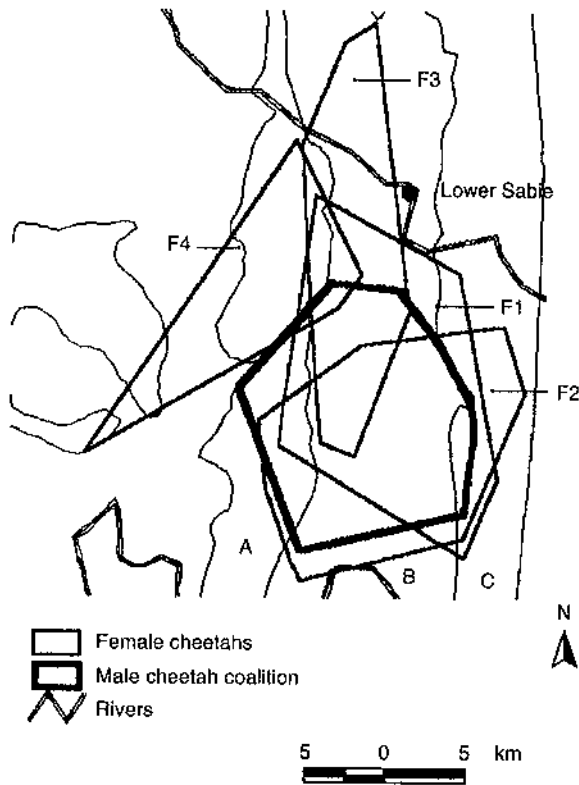 F3
Lower Sabie
F4
F1
F2
A
B
C
N
Female cheetahs
Male cheetah coalition
Rivers
5 0 5 km